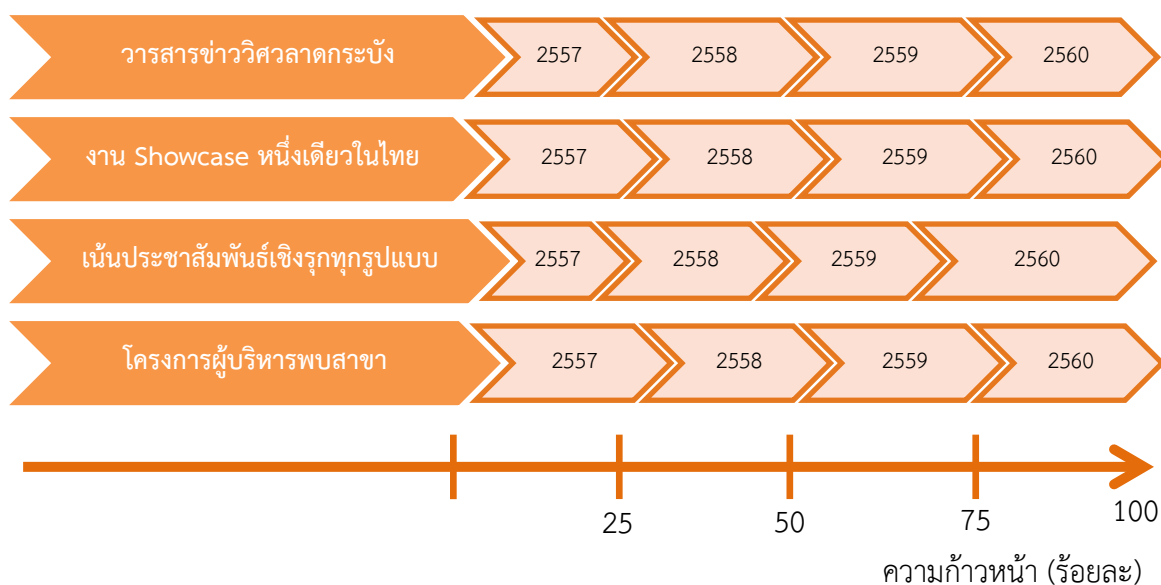 วารสารข่าววิศวลาดกระบัง 2557 2558 2559 2560
งาน Showcase หนึ่งเดียวในไทย 2557 2558 2559 2560
เน้นประชาสัมพันธ์เชิงรุกทุกรูปแบบ 2557 2558 2559 2560
โครงการผู้บริหารพบสาขา 2557 2558 2559 2560
25 50 75 100
ความก้าวหน้า (ร้อยละ)